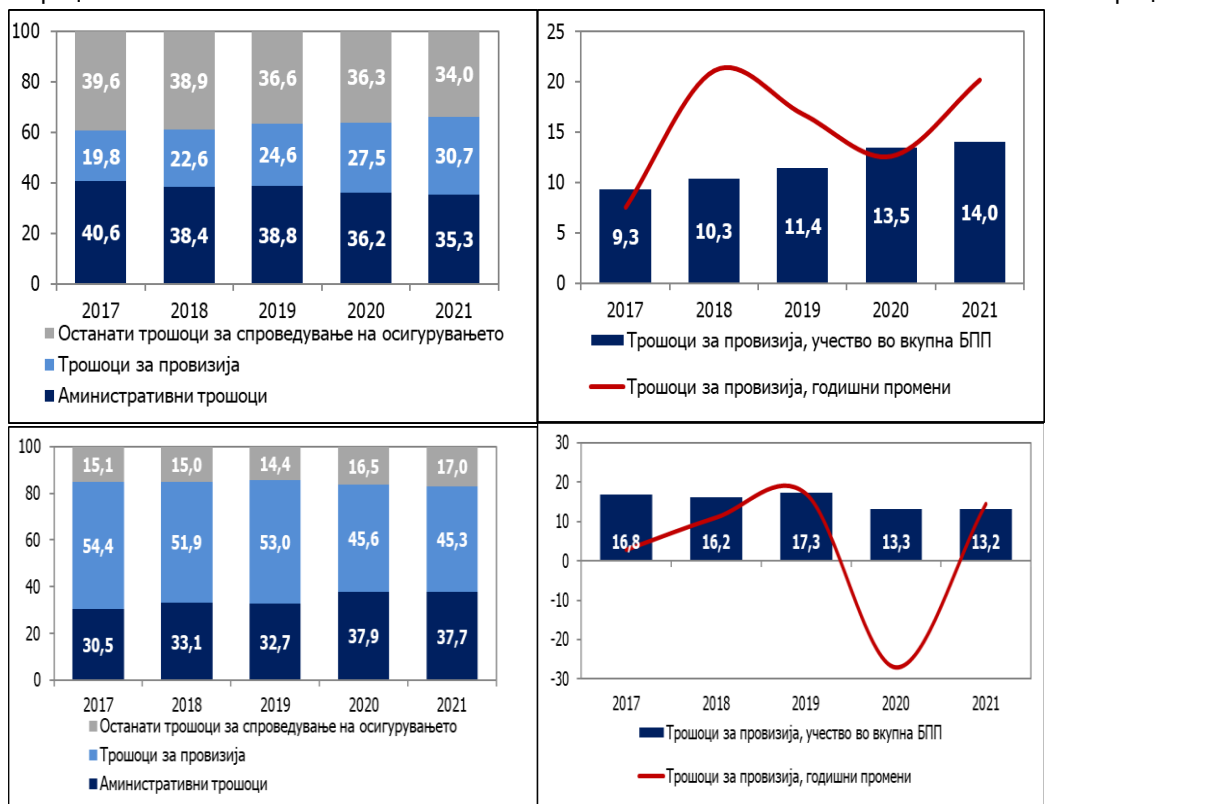 100
80
60
40
20
0
39,6 38,9 36,6 36,3 34,0
19,8 22,6 24,6 27,5 30,7
40,6 38,4 38,8 36,2 35,3
2017 2018 2019 2020 2021
Останати трошоци за спроведување на осигурувањето
Трошоци за провизија
Аминистративни трошоци
25
20
15
10
5
0
9,3 10,3 11,4 13,5 14,0
2017 2018 2019 2020 2021
Трошоци за провизија, учество во вкупна БПП
Трошоци за провизија, годишни промени
100
80
60
40
20
0
15,1 15,0 14,4 16,5 17,0
54,4 51,9 53,0 45,6 45,3
30,5 33,1 32,7 37,9 37,7
2017 2018 2019 2020 2021
Останати трошоци за спроведување на осигурувањето
Трошоци за провизија
Аминистративни трошоци
30
20
10
0
-10
-20
-30
16,8 16,2 17,3 13,3 13,2
2017 2018 2019 2020 2021
Трошоци за провизија, учество во вкупна БПП
Трошоци за провизија, годишни промени